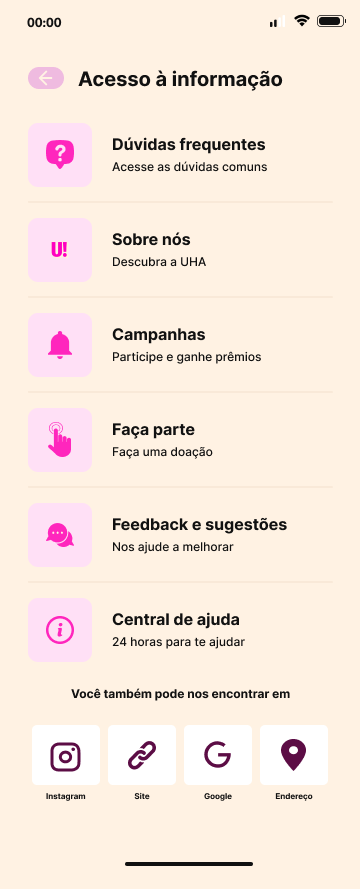 00:00
Acesso à informação
Dúvidas frequentes
Acesse as dúvidas comuns
U!
Sobre nós
Descubra a UHA
Campanhas
Participe e ganhe prêmios
Faça parte
Faça uma doação
Feedback e sugestões
Nos ajude a melhorar
Central de ajuda
24 horas para te ajudar
Você também pode nos encontrar em
Instagram
Site
Google
Endereço